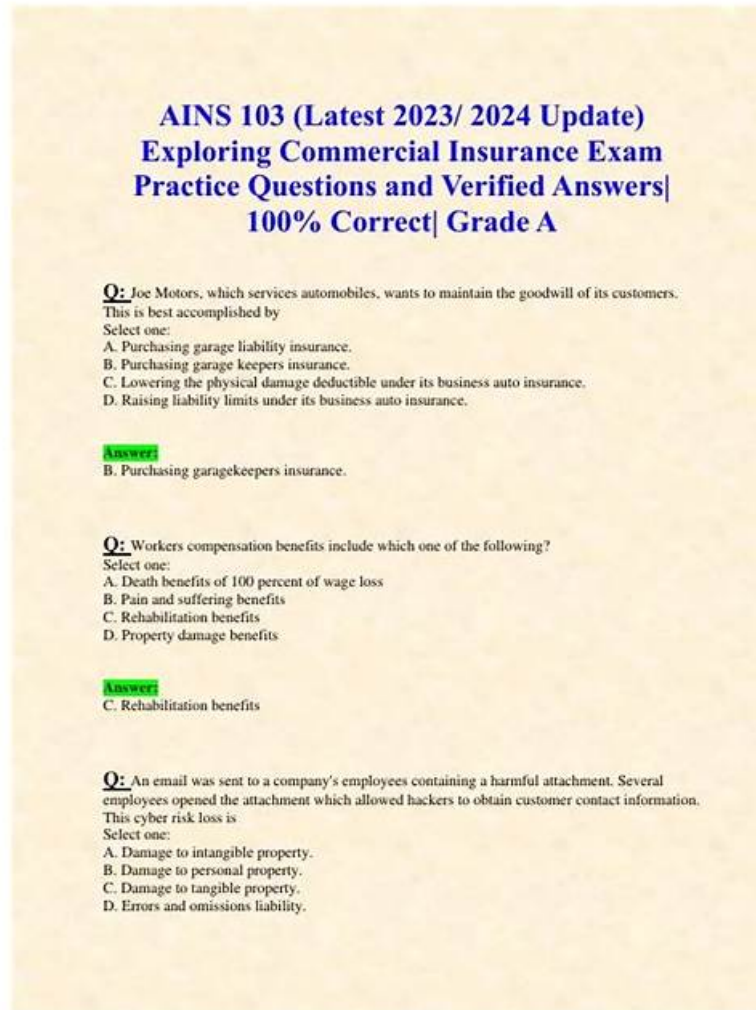 AINS 103 (Latest 2023/ 2024 Update)
Exploring Commercial Insurance Exam
Practice Questions and Verified Answers|
100% Correct| Grade A
Q: Joe Motors, which services automobiles, wants to maintain the goodwill of its customers.
This is best accomplished by
Select one:
A. Purchasing garage liability insurance.
B. Purchasing garage keepers insurance.
C. Lowering the physical damage deductible under its business auto insurance.
D. Raising liability limits under its business auto insurance.
Answer:
B. Purchasing garagekeepers insurance.
Q: Workers compensation benefits include which one of the following?
Select one:
A. Death benefits of 100 percent of wage loss
B. Pain and suffering benefits
C. Rehabilitation benefits
D. Property damage benefits
Answer:
C. Rehabilitation benefits
Q: An email was sent to a company's employees containing a harmful attachment. Several
employees opened the attachment which allowed hackers to obtain customer contact information.
This cyber risk loss is
Select one:
A. Damage to intangible property.
B. Damage to personal property.
C. Damage to tangible property.
D. Errors and omissions liability.